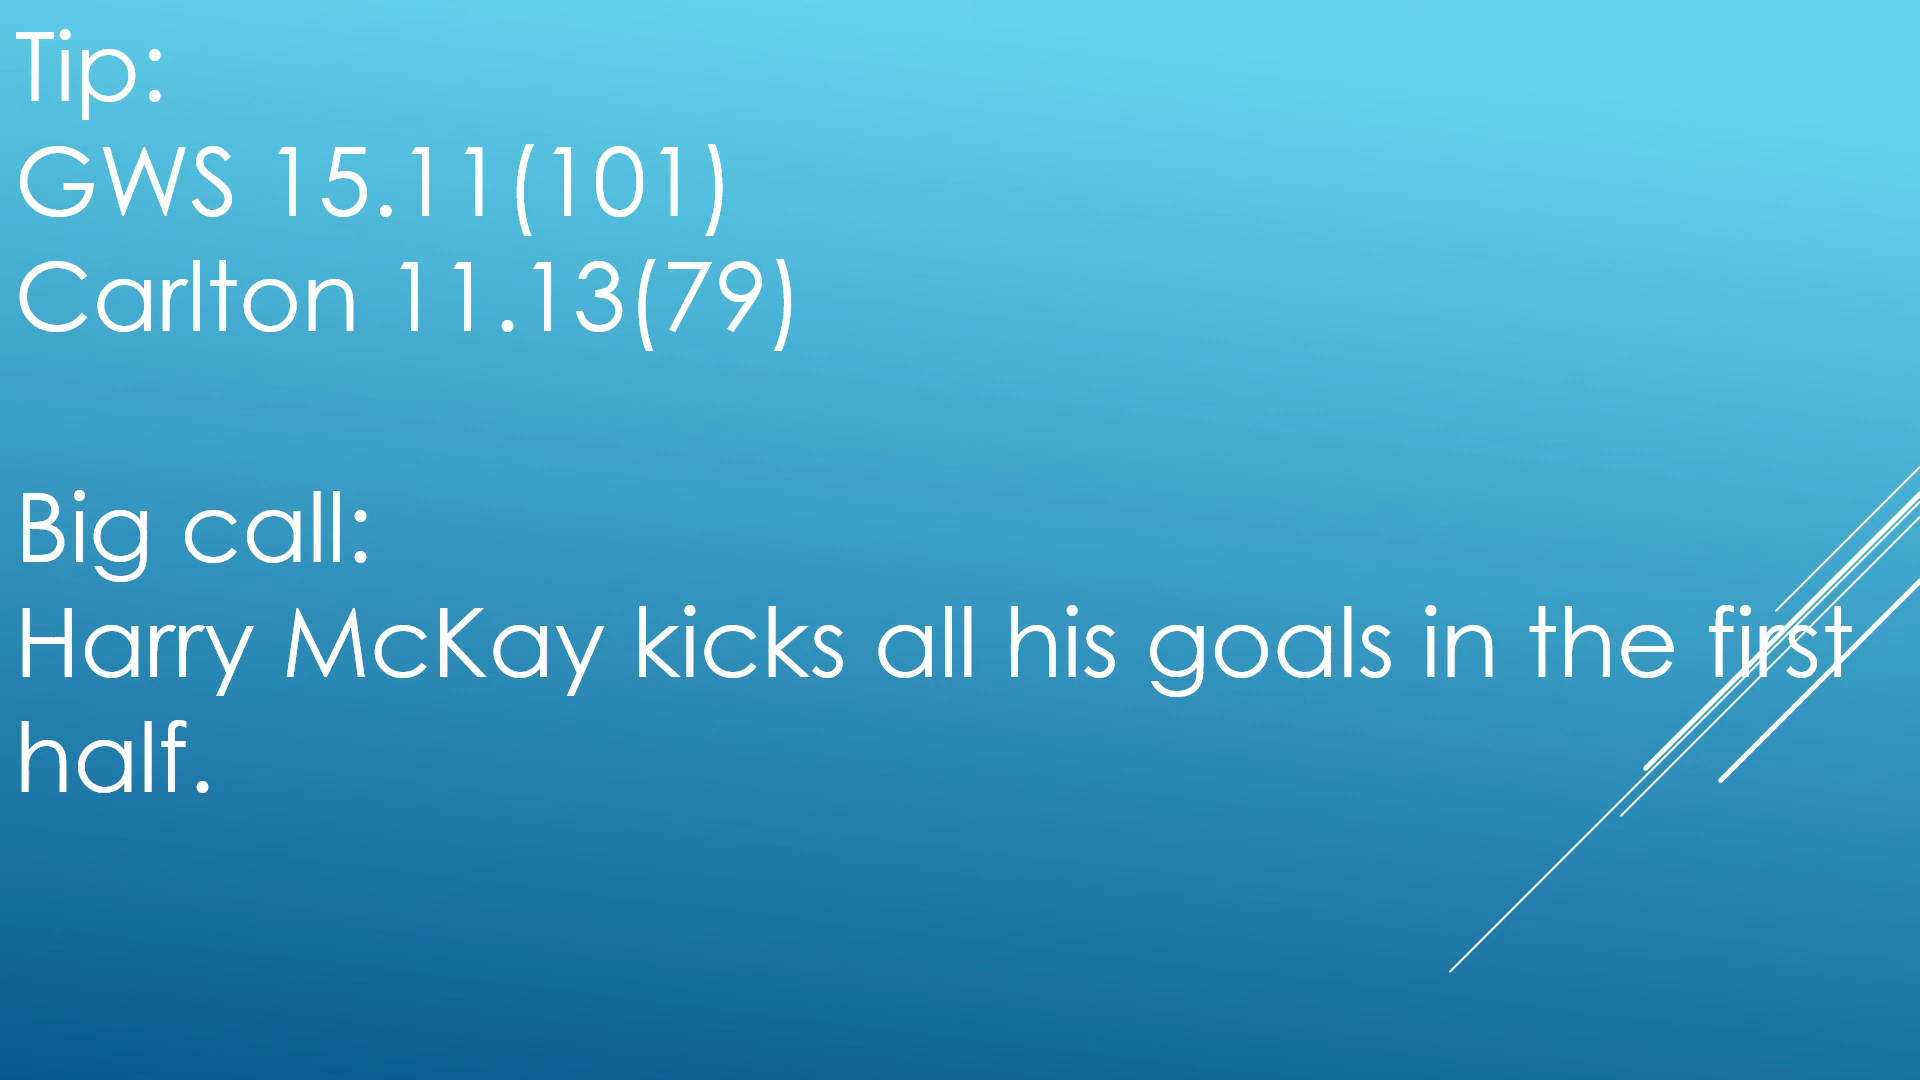 Tip:
GWS 15.11(101)
Carlton 11.13(79)
Big call:
Harry McKay kicks all his goals in the first
half.